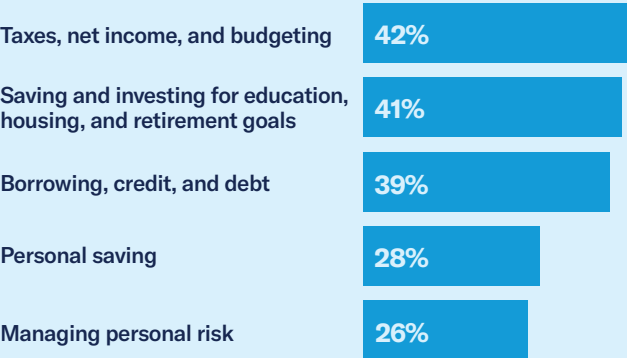 Taxes, net income, and budgeting 42%
Saving and investing for education,
housing, and retirement goals 41%
Borrowing, credit, and debt 39%
Personal saving 28%
Managing personal risk 26%